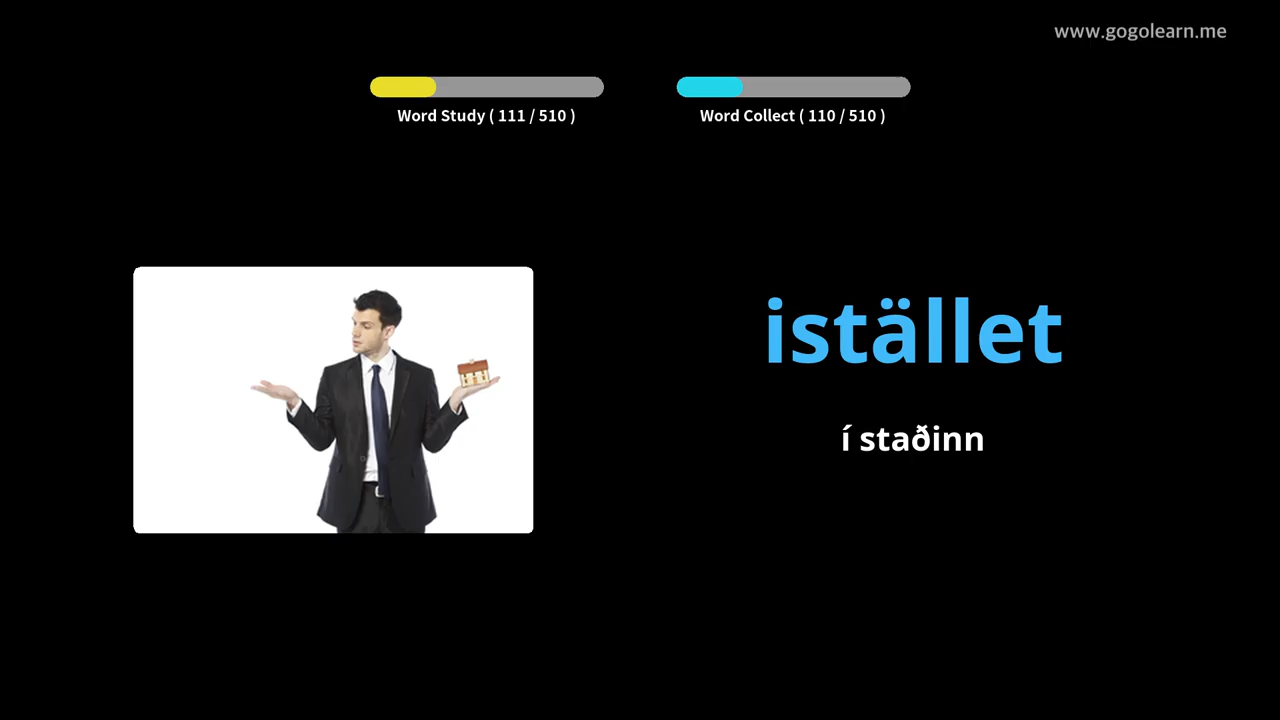 www.gogolearn.me
Word Study ( 111 / 510 )
Word Collect ( 110 / 510 )
istället
í staðinn